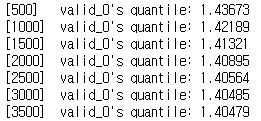 [500] valid_0's quantile: 1.43673
[1000] valid_0's quantile: 1.42189
[1500] valid_0's quantile: 1.41321
[2000] valid_0's quantile: 1.40895
[2500] valid_0's quantile: 1.40564
[3000] valid_0's quantile: 1.40485
[3500] valid_0's quantile: 1.40479